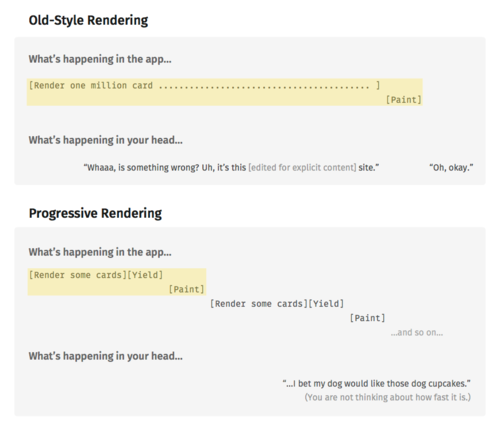 Old-Style Rendering
What's happening in the app...
[Render one million card ........................................ ]
[Paint]
What's happening in your head...
“Whaaa, is something wrong? Uh, it's this [edited for explicit content] site.” “Oh, okay.”
Progressive Rendering
What's happening in the app...
[Render some cards][Yield]
[Paint]
[Render some cards][Yield]
[Paint]
...and so on...
What's happening in your head...
“...I bet my dog would like those dog cupcakes.”
(You are not thinking about how fast it is.)